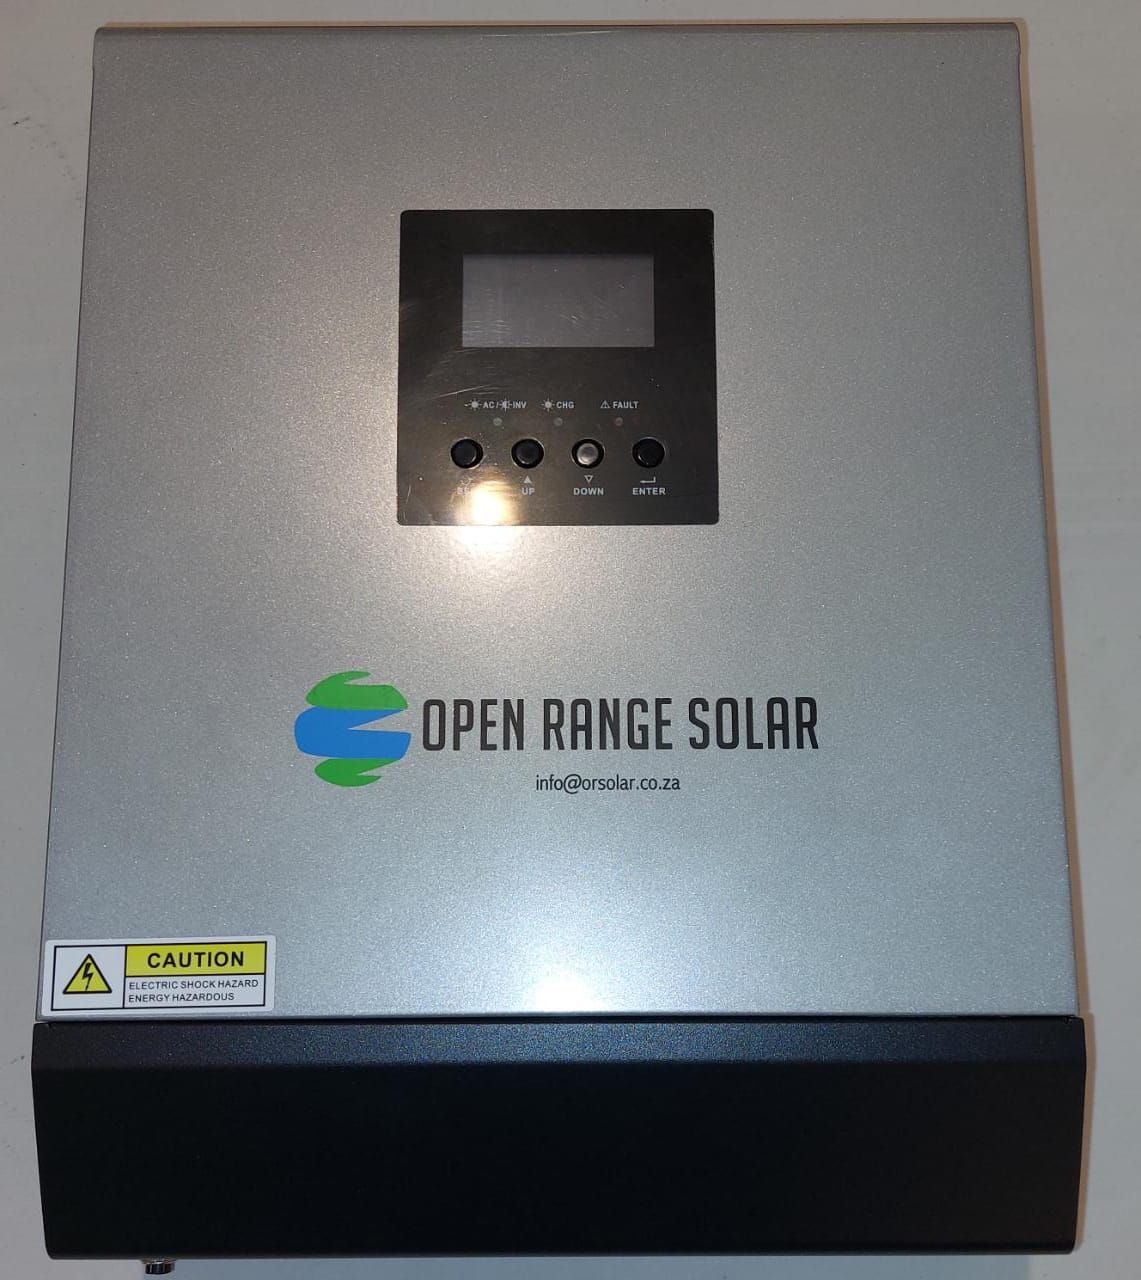 AC / INV CHG FAULT
UP DOWN ENTER
OPEN RANGE SOLAR
info@orsolar.co.za
CAUTION
ELECTRIC SHOCK HAZARD
ENERGY HAZARDOUS